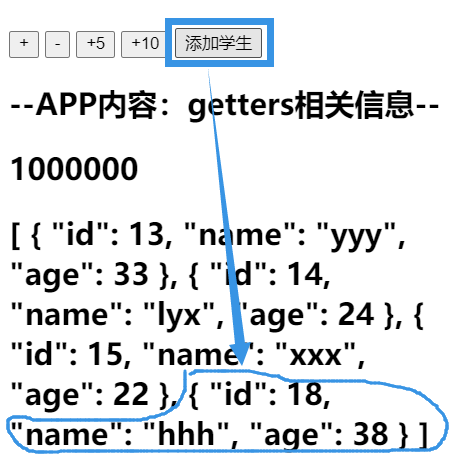 + - +5 +10 添加学生
--APP内容：getters相关信息--
1000000
[ { "id": 13, "name": "yyy",
"age": 33 }, { "id": 14,
"name": "lyx", "age": 24 }, {
"id": 15, "name": "xxx",
"age": 22 }, { "id": 18,
"name": "hhh", "age": 38 } ]